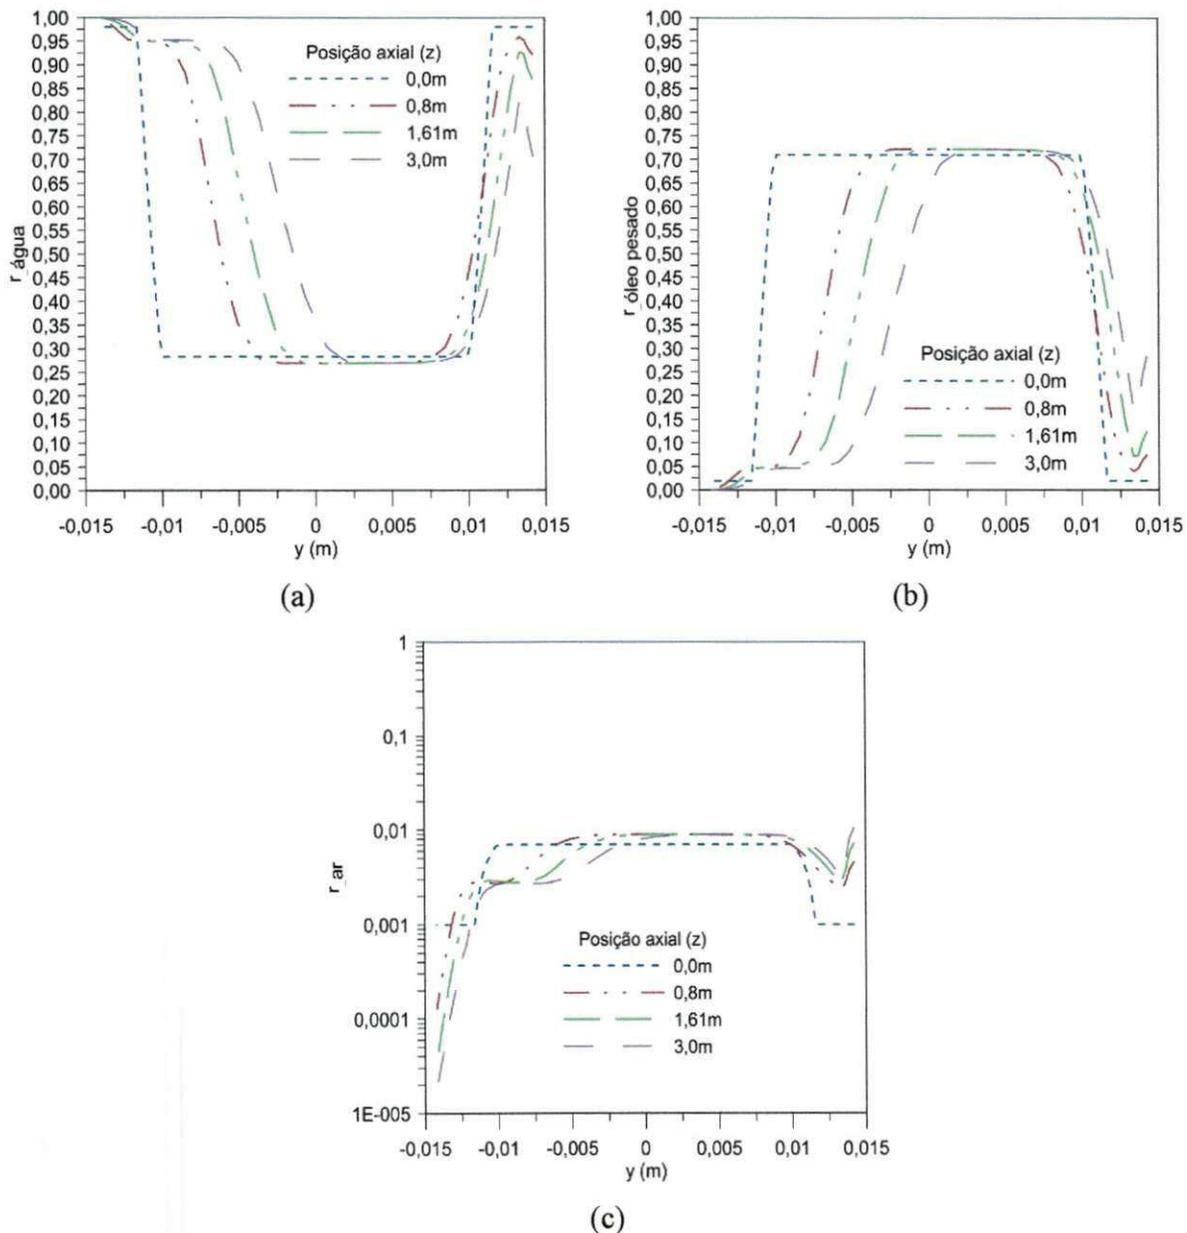 1,00
0,95
0,90
0,85
0,80
0,75
0,70
0,65
0,60
0,55
0,50
0,45
0,40
0,35
0,30
0,25
0,20
0,15
0,10
0,05
0,00
r_água
Posição axial (z)
0,0m
0,8m
1,61m
3,0m
-0,015 -0,01 -0,005 0 0,005 0,01 0,015
y (m)
(a)
1,00
0,95
0,90
0,85
0,80
0,75
0,70
0,65
0,60
0,55
0,50
0,45
0,40
0,35
0,30
0,25
0,20
0,15
0,10
0,05
0,00
r_óleo pesado
Posição axial (z)
0,0m
0,8m
1,61m
3,0m
-0,015 -0,01 -0,005 0 0,005 0,01 0,015
y (m)
(b)
1
0,1
0,01
0,001
0,0001
1E-005
r_ar
Posição axial (z)
0,0m
0,8m
1,61m
3,0m
-0,015 -0,01 -0,005 0 0,005 0,01 0,015
y (m)
(c)